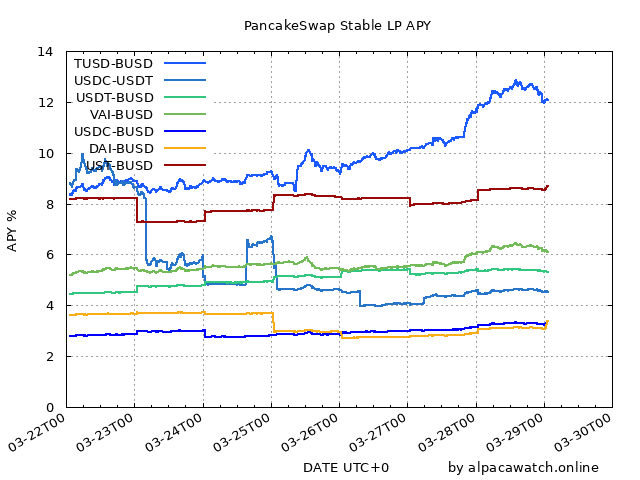 PancakeSwap Stable LP APY
14
12
10
8
6
4
2
0
APY %
TUSD-BUSD
USDC-USDT
USDT-BUSD
VAI-BUSD
USDC-BUSD
DAI-BUSD
UST-BUSD
03-22T00
03-23T00
03-24T00
03-25T00
03-26T00
03-27T00
03-28T00
03-29T00
03-30T00
DATE UTC+0
by alpacawatch.online